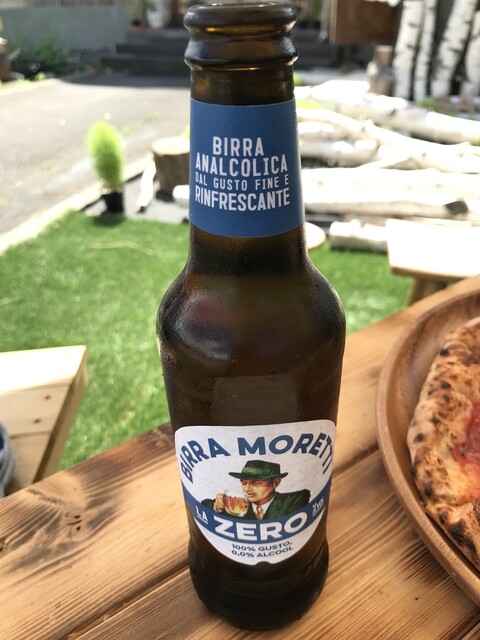 BIRRA
ANALCOLICA
DAL GUSTO FINE E
RINFRESCANTE
BIRRA MORETTI
LA ZERO
100% GUSTO,
0,0% ALCOOL